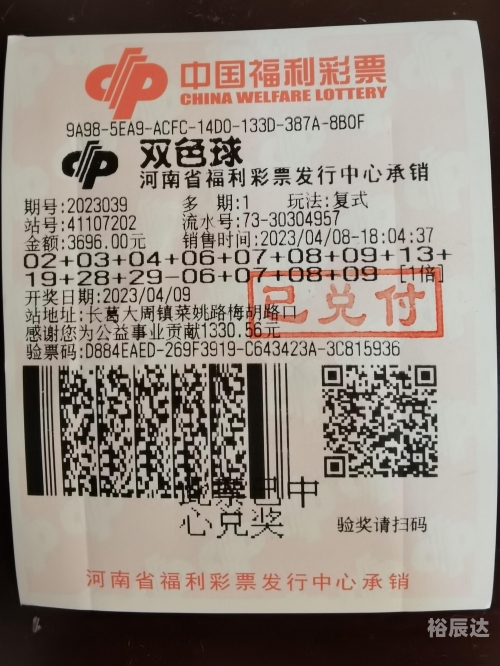 中国福利彩票
CHINA WELFARE LOTTERY
9A98-5EA9-ACFC-14D0-133D-387A-8B0F
双色球
河南省福利彩票发行中心承销
期号:2023039 多 期:1 玩法:复式
站号:41107202 流水号:73-30304957
金额:3696.00元 销售时间:2023/04/08-18:04:37
02+03+04+06+07+08+09+13+
19+28+29-06+07+08+09 [1倍]
开奖日期:2023/04/09
已兑付
站地址:长葛大周镇菜姚路梅胡路口
感谢您为公益事业贡献1330.56元
验票码:D884EAED-269F3919-C643423A-3C815936
此票已中
心兑奖
验奖请扫码
河南省福利彩票发行中心承销
裕辰达